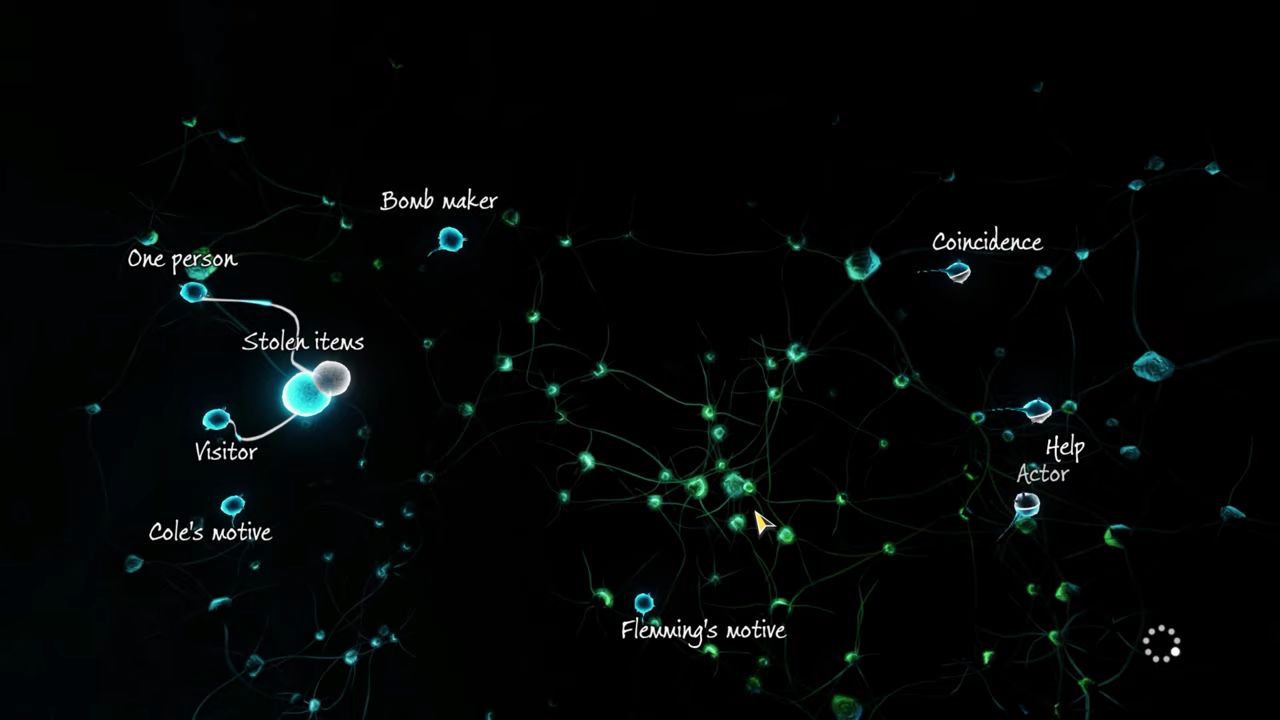 Bomb maker
Coincidence
One person
Stolen items
Visitor
Help
Actor
Cole's motive
Flemming's motive